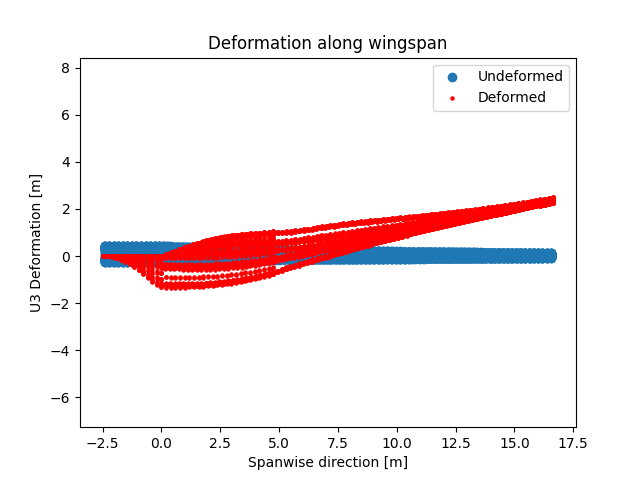 Deformation along wingspan
Undeformed
Deformed
U3 Deformation [m]
8
6
4
2
0
−2
−4
−6
−2.5 0.0 2.5 5.0 7.5 10.0 12.5 15.0 17.5
Spanwise direction [m]